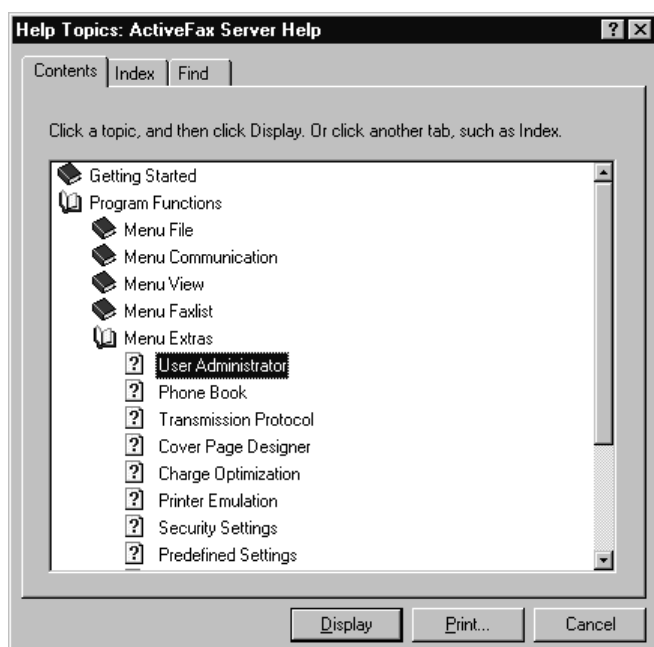 Help Topics: ActiveFax Server Help
Contents Index Find
Click a topic, and then click Display. Or click another tab, such as Index.
Getting Started
Program Functions
Menu File
Menu Communication
Menu View
Menu Faxlist
Menu Extras
User Administrator
Phone Book
Transmission Protocol
Cover Page Designer
Charge Optimization
Printer Emulation
Security Settings
Predefined Settings
Display Print... Cancel